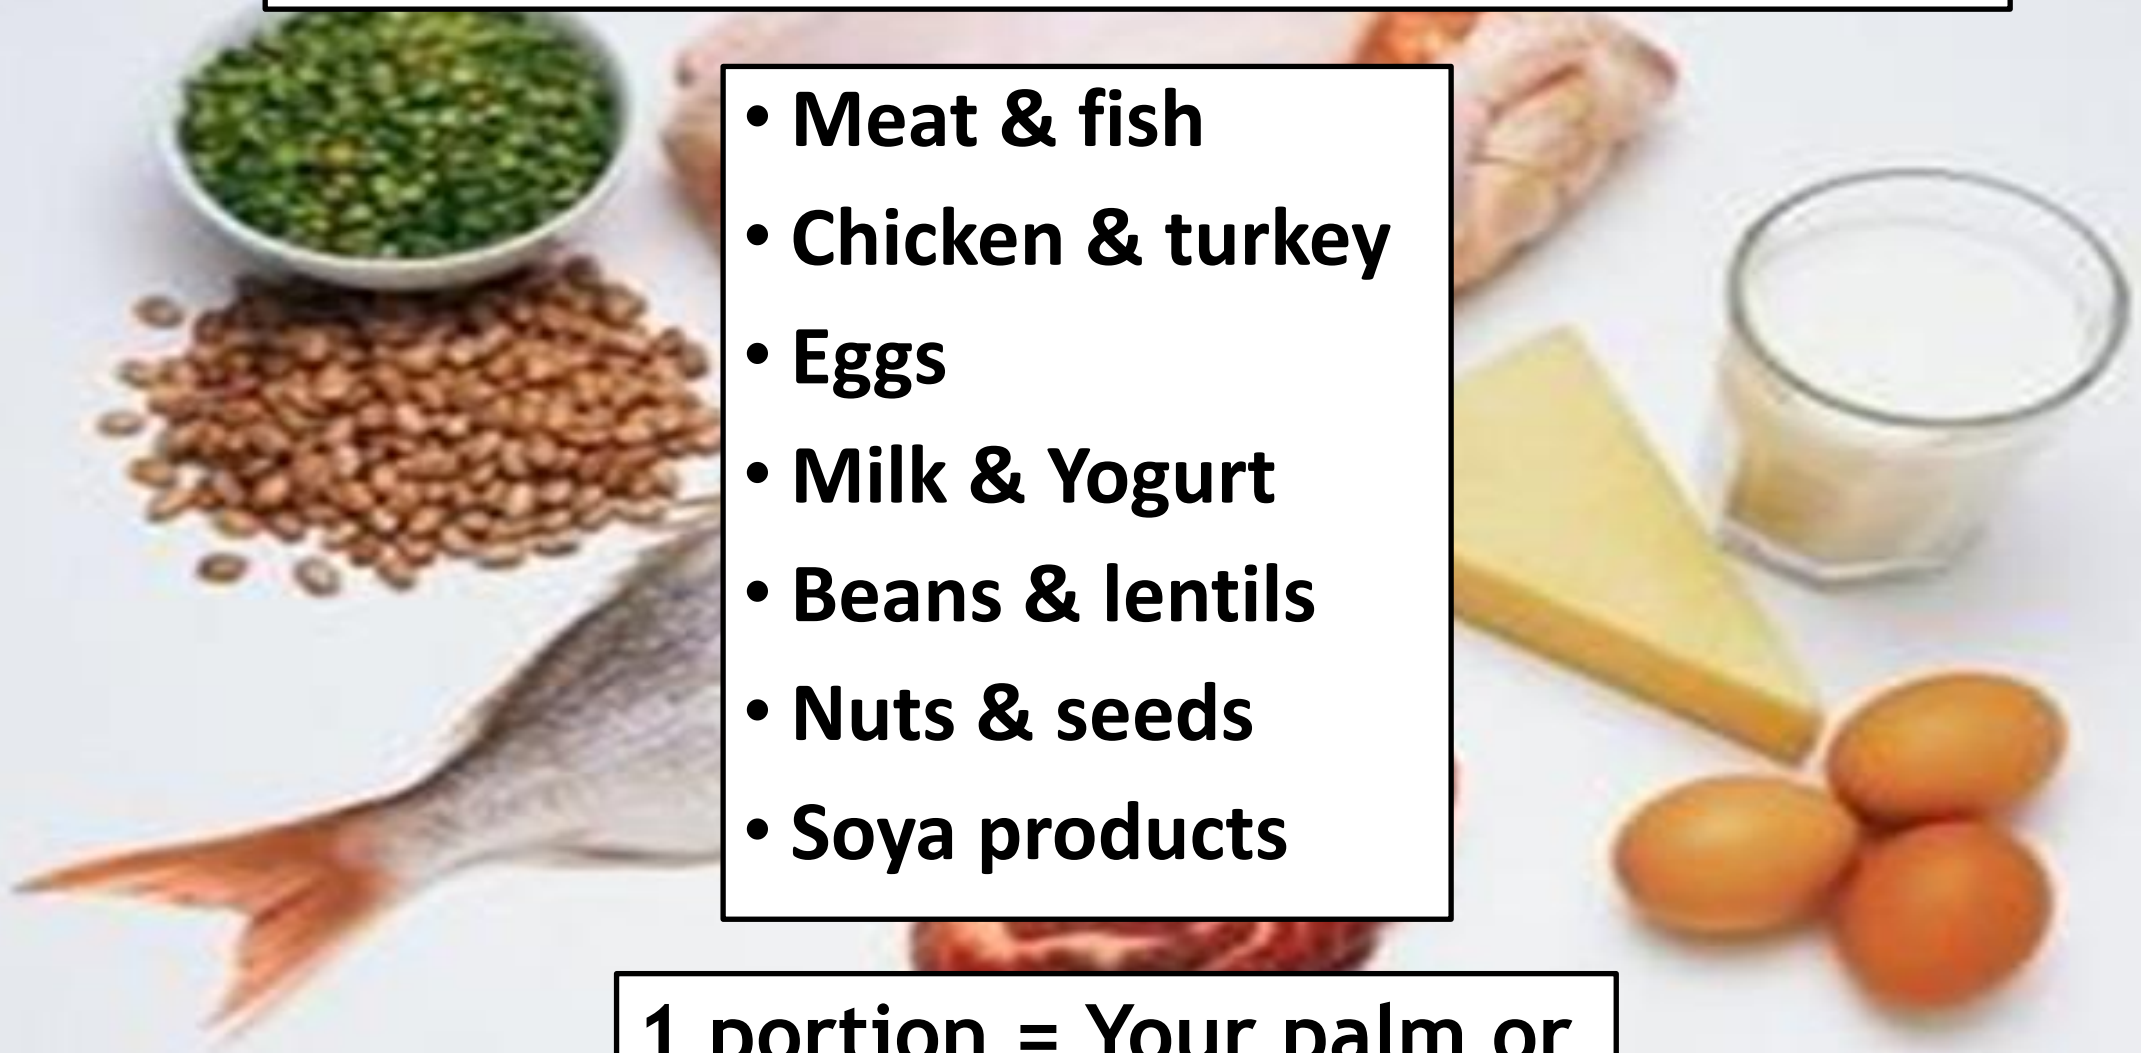 • Meat & fish
• Chicken & turkey
• Eggs
• Milk & Yogurt
• Beans & lentils
• Nuts & seeds
• Soya products
1 portion = Your palm or